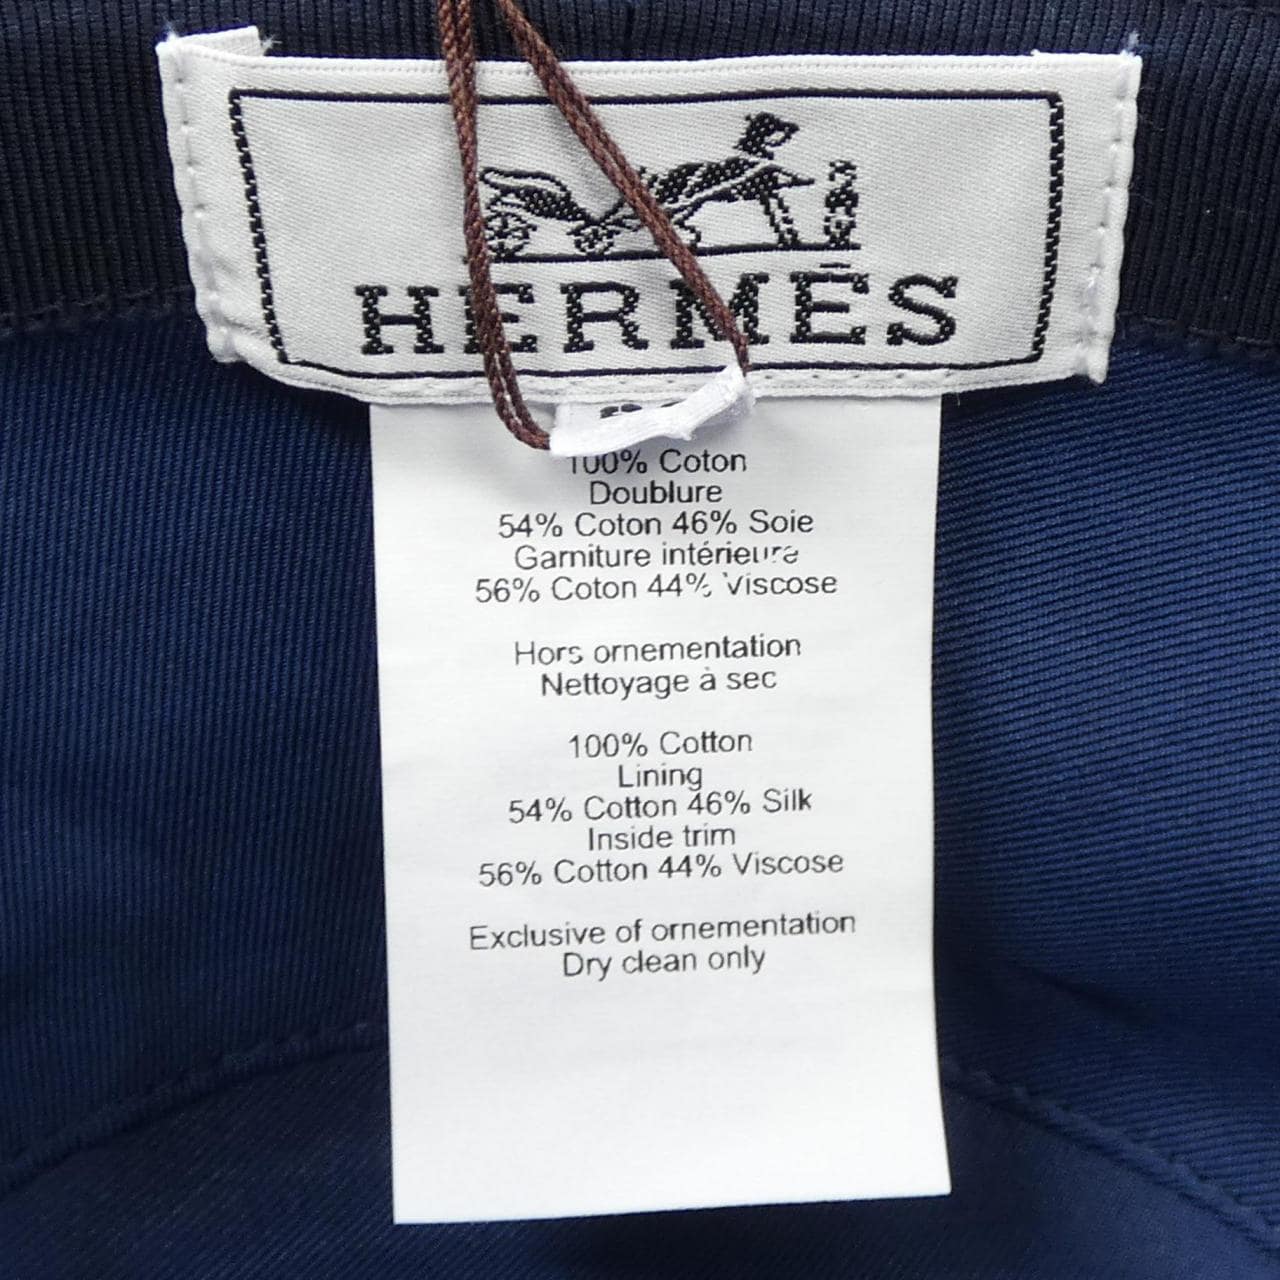 HERMÈS
100% Coton
Doublure
54% Coton 46% Soie
Garniture intérieure
56% Coton 44% Viscose
Hors ornementation
Nettoyage à sec
100% Cotton
Lining
54% Cotton 46% Silk
Inside trim
56% Cotton 44% Viscose
Exclusive of ornementation
Dry clean only